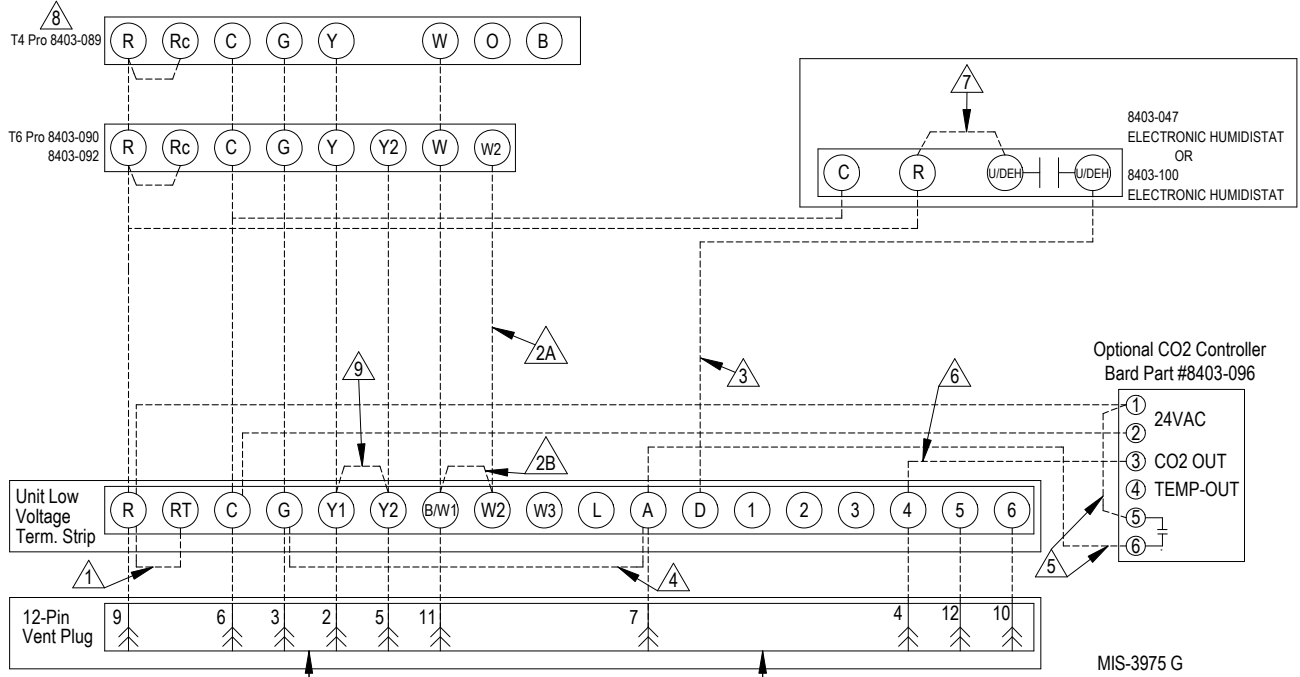 8
T4 Pro 8403-089
R Rc C G Y W O B
T6 Pro 8403-090
8403-092
R Rc C G Y Y2 W W2
7
8403-047
ELECTRONIC HUMIDISTAT
OR
8403-100
ELECTRONIC HUMIDISTAT
C R U/DEH U/DEH
2A
3
9
2B
6
Optional CO2 Controller
Bard Part #8403-096
1
24VAC
2
3 CO2 OUT
4 TEMP-OUT
5
6
5
Unit Low
Voltage
Term. Strip
R RT C G Y1 Y2 B/W1 W2 W3 L A D 1 2 3 4 5 6
1
4
12-Pin
Vent Plug
9 6 3 2 5 11 7 4 12 10
MIS-3975 G